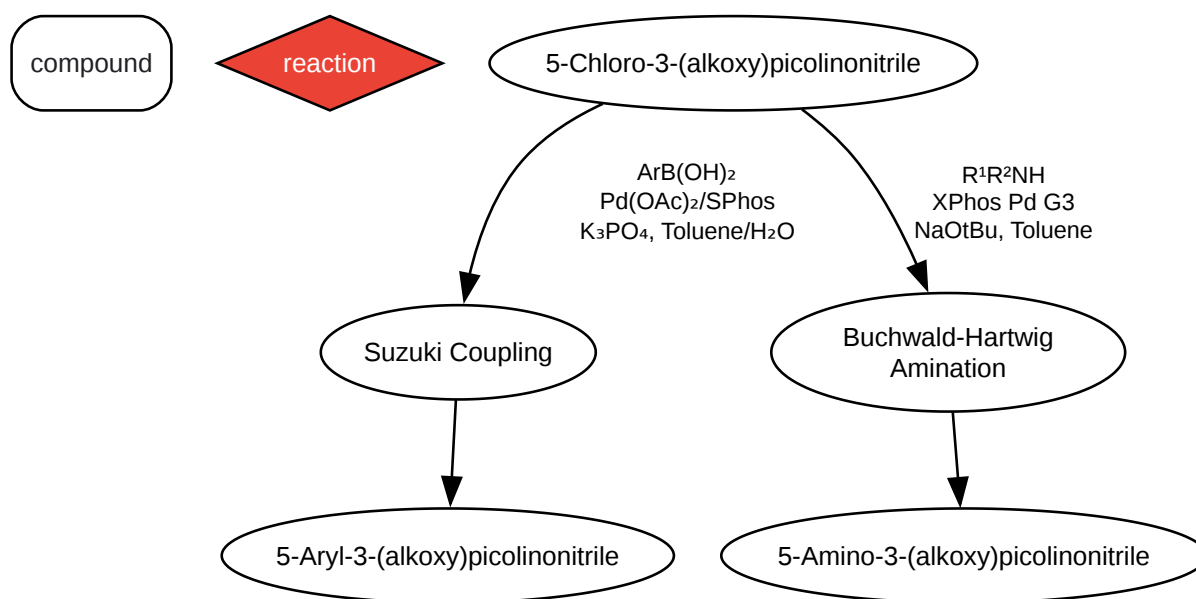 compound
reaction
5-Chloro-3-(alkoxy)picolinonitrile
ArB(OH)₂
Pd(OAc)₂/SPhos
K₃PO₄, Toluene/H₂O
R¹R²NH
XPhos Pd G3
NaOtBu, Toluene
Suzuki Coupling
Buchwald-Hartwig
Amination
5-Aryl-3-(alkoxy)picolinonitrile
5-Amino-3-(alkoxy)picolinonitrile